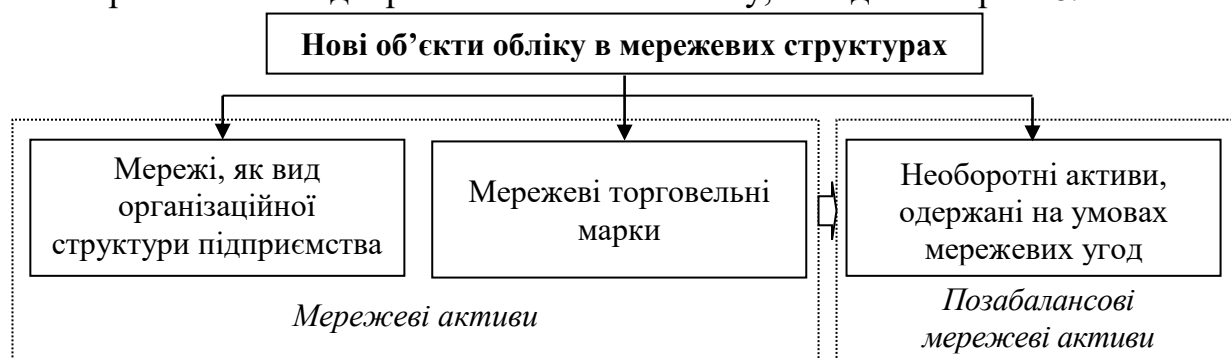 Нові об’єкти обліку в мережевих структурах
Мережі, як вид
організаційної
структури підприємства
Мережеві торговельні
марки
Необоротні активи,
одержані на умовах
мережевих угод
Мережеві активи
Позабалансові
мережеві активи